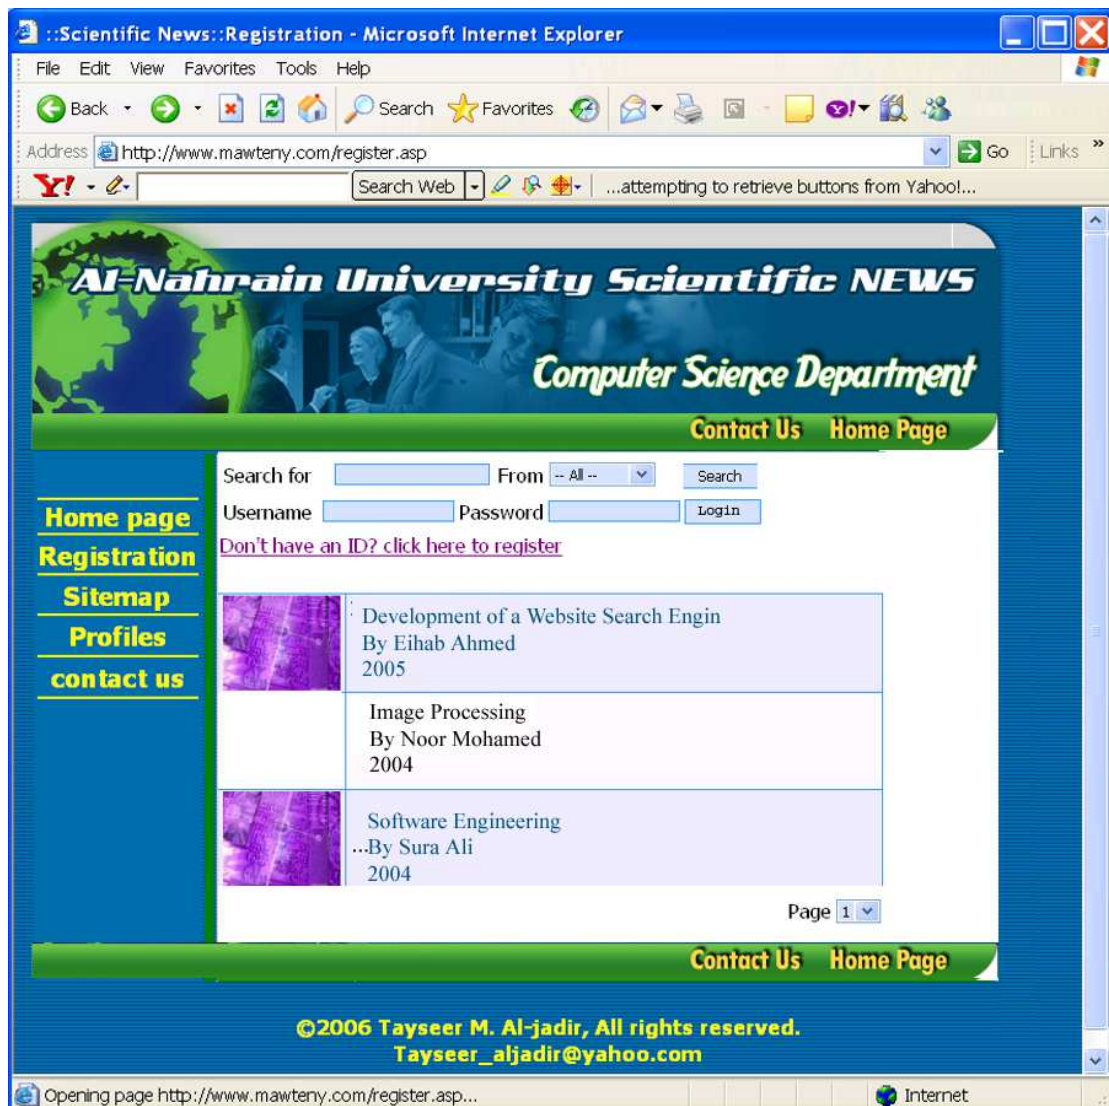 ::Scientific News::Registration - Microsoft Internet Explorer
File Edit View Favorites Tools Help
Back Search Favorites
Address http://www.mawteny.com/register.asp Go Links »
Y! Search Web ...attempting to retrieve buttons from Yahoo!...
Al-Nahrain University Scientific NEWS
Computer Science Department
Contact Us Home Page
Search for From -- All -- Search
Username Password Login
Don't have an ID? click here to register
Home page
Registration
Sitemap
Profiles
contact us
Development of a Website Search Engin
By Eihab Ahmed
2005
Image Processing
By Noor Mohamed
2004
Software Engineering
...By Sura Ali
2004
Page 1
Contact Us Home Page
©2006 Tayseer M. Al-jadir, All rights reserved.
Tayseer_aljadir@yahoo.com
Opening page http://www.mawteny.com/register.asp... Internet